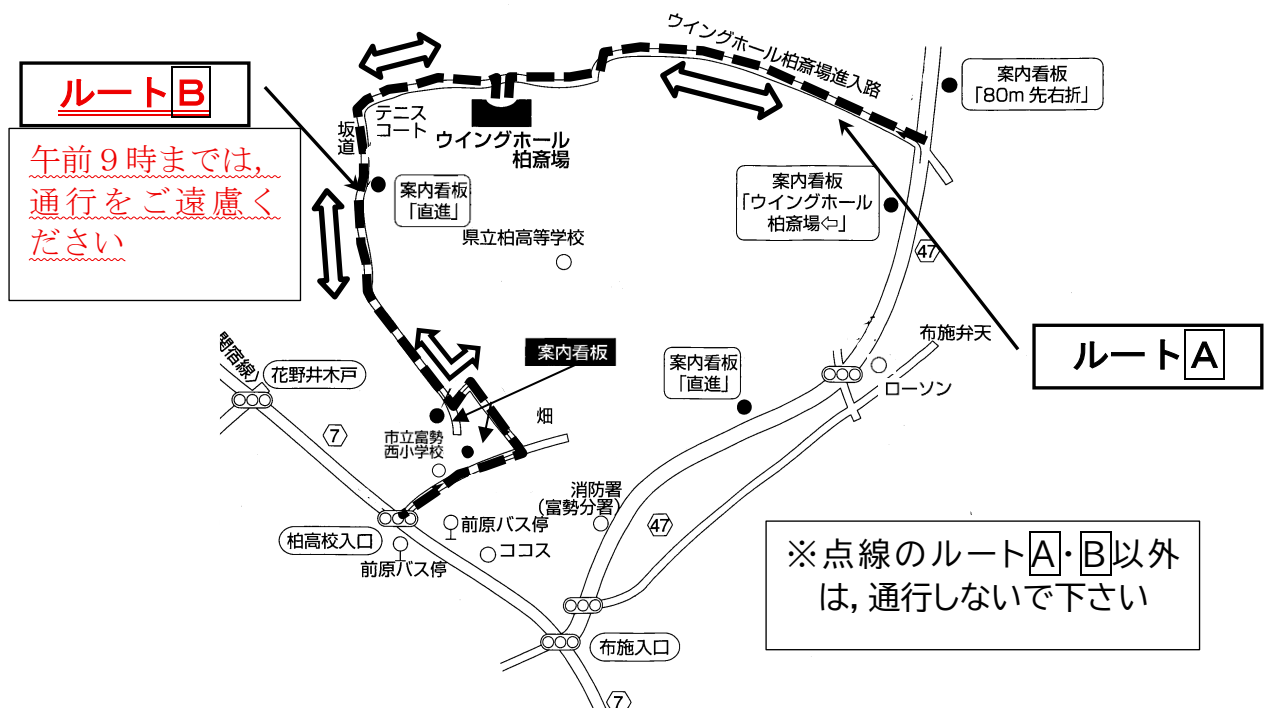 ウイングホール柏斎場進入路
案内看板
「80m先右折」
ルートB
午前９時までは，
通行をご遠慮く
ださい
坂道
テニス
コート
ウイングホール
柏斎場
案内看板
「直進」
案内看板
「ウイングホール
柏斎場⇦」
県立柏高等学校
47
布施弁天
ルートA
関宿線
花野井木戸
案内看板
案内看板
「直進」
ローソン
7
畑
市立富勢
西小学校
消防署
（富勢分署）
前原バス停
47
柏高校入口
ココス
前原バス停
※点線のルートA・B以外
は，通行しないで下さい
布施入口
7